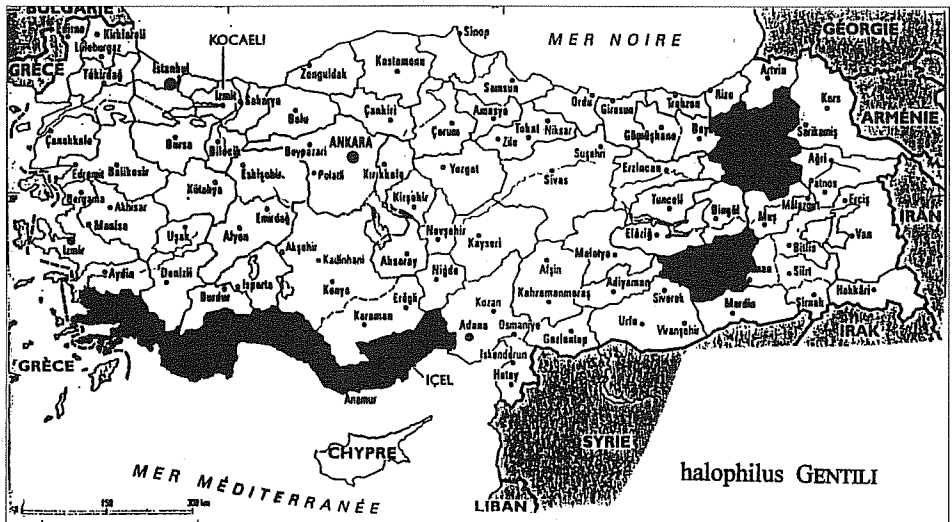 BULGARIE
GÉORGIE
Kirklareli
KOCAELI
Sinop
MER NOIRE
Lüleburgaz
GRÈCE
Tekirdağ
Istanbul
Zonguldak
Kastamonu
Artvin
Samsun
Kars
Izmit
Sakarya
Bolu
Çankiri
Amasya
Ordu
Giresun
Trabzon
Rize
ARMÉNIE
Çanakkale
Bursa
Bilecik
Beypazari
ANKARA
Çorum
Zile
Tokat
Niksar
Gümüşhane
Sarikamiş
Suşehri
Edremit
Balikesir
Eskişehir
Polatli
Kirikkale
Yozgat
Sivas
Erzincan
Ağri
Kütahya
Kirşehir
Patnos
IRAN
Bergama
Akhisar
Emirdağ
Tunceli
Bingöl
Muş
Malazgirt
Erciş
Manisa
Uşak
Afyon
Nevşehir
Kayseri
Elâziğ
Van
Izmir
Akşehir
Kadinhani
Aksaray
Malatya
Bitlis
Aydin
Denizli
Niğde
Afşin
Siirt
Burdur
Isparta
Konya
Ereğli
Kozan
Kahramanmaraş
Adiyaman
Siverek
Mardin
Şirnak
Hakkâri
Karaman
Adana
Osmaniye
Gaziantep
Urfa
Viranşehir
IRAK
GRÈCE
IÇEL
Iskenderun
Hatay
Anamur
CHYPRE
SYRIE
MER MÉDITERRANÉE
halophilus GENTILI
150
300 km
LIBAN